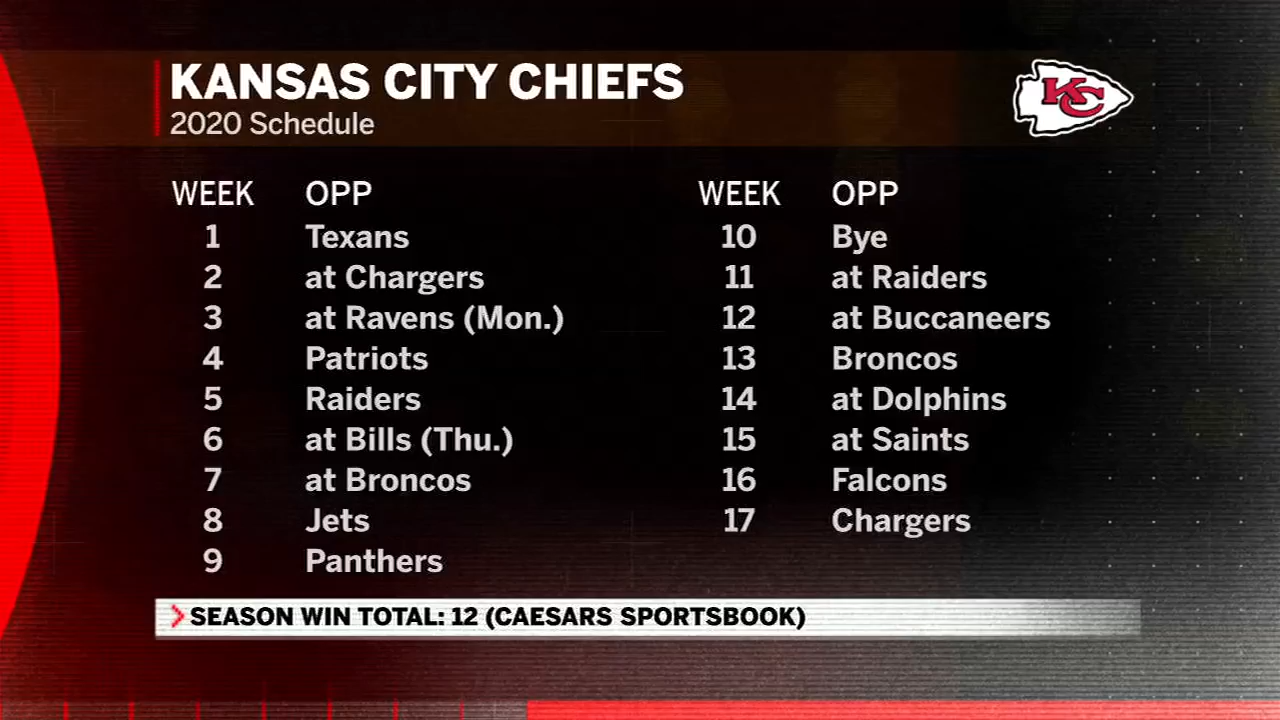 KANSAS CITY CHIEFS
2020 Schedule
KC
WEEK OPP
1 Texans
2 at Chargers
3 at Ravens (Mon.)
4 Patriots
5 Raiders
6 at Bills (Thu.)
7 at Broncos
8 Jets
9 Panthers
WEEK OPP
10 Bye
11 at Raiders
12 at Buccaneers
13 Broncos
14 at Dolphins
15 at Saints
16 Falcons
17 Chargers
SEASON WIN TOTAL: 12 (CAESARS SPORTSBOOK)